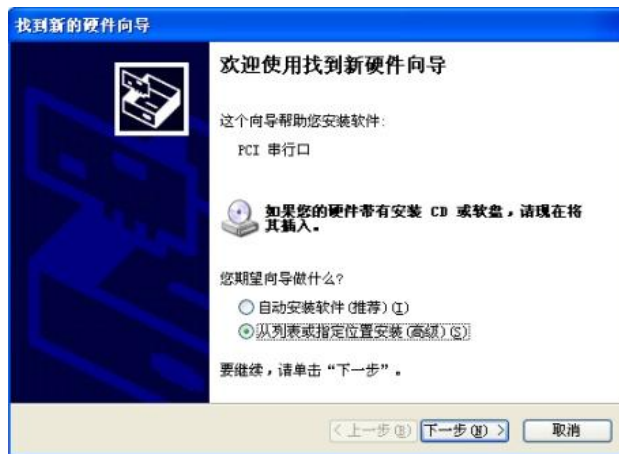 找到新的硬件向导
欢迎使用找到新硬件向导
这个向导帮助您安装软件:
PCI 串行口
如果您的硬件带有安装 CD 或软盘，请现在将
其插入。
您期望向导做什么?
自动安装软件(推荐)(I)
从列表或指定位置安装(高级)(S)
要继续，请单击“下一步”。
< 上一步(B)
下一步(N) >
取消